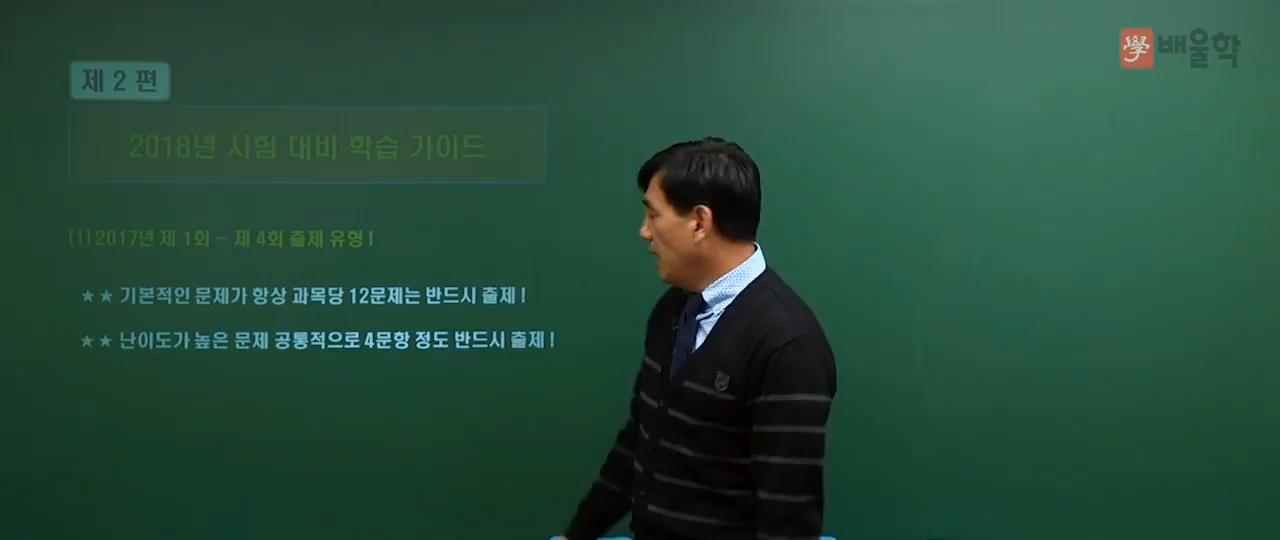 學 배울학
제 2 편
2018년 시험 대비 학습 가이드
(1) 2017년 제 1회 ~ 제 4회 출제 유형 !
★★ 기본적인 문제가 항상 과목당 12문제는 반드시 출제 !
★★ 난이도가 높은 문제 공통적으로 4문항 정도 반드시 출제 !